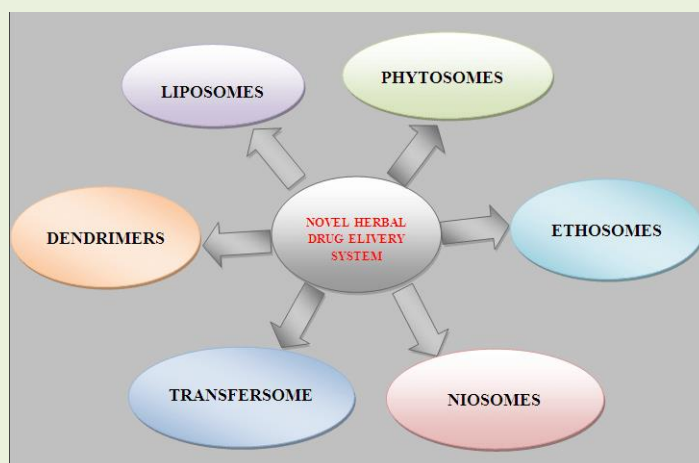 LIPOSOMES
PHYTOSOMES
NOVEL HERBAL
DRUG ELIVERY
SYSTEM
DENDRIMERS
ETHOSOMES
TRANSFERSOME
NIOSOMES